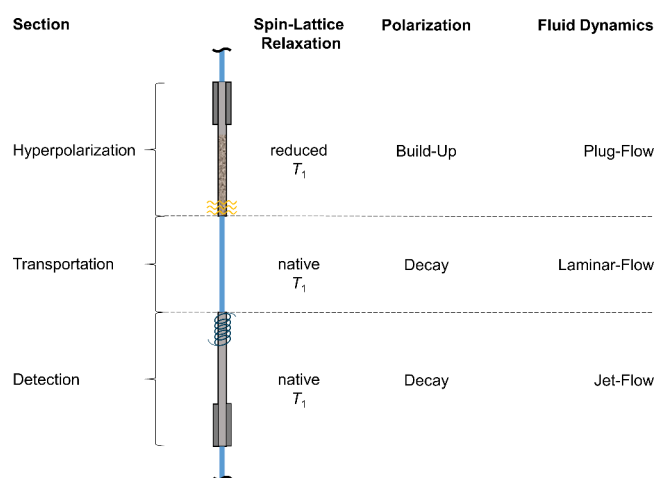 Section Spin-Lattice Relaxation Polarization Fluid Dynamics
Hyperpolarization reduced T1 Build-Up Plug-Flow
Transportation native T1 Decay Laminar-Flow
Detection native T1 Decay Jet-Flow